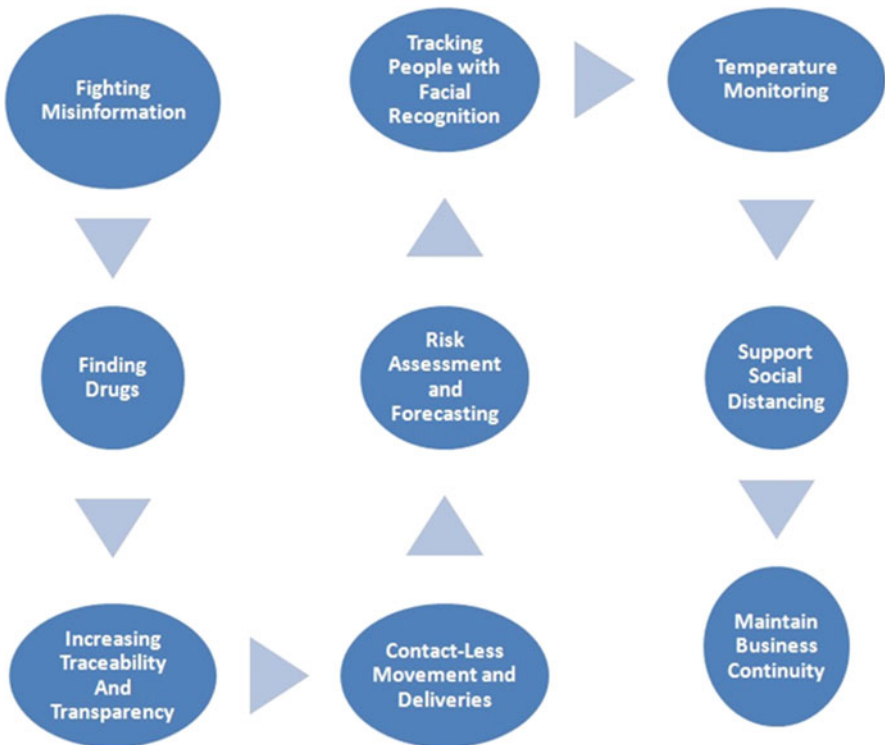 Fighting
Misinformation
Finding
Drugs
Increasing
Traceability
And
Transparency
Contact-Less
Movement and
Deliveries
Risk
Assessment
and
Forecasting
Tracking
People with
Facial
Recognition
Temperature
Monitoring
Support
Social
Distancing
Maintain
Business
Continuity